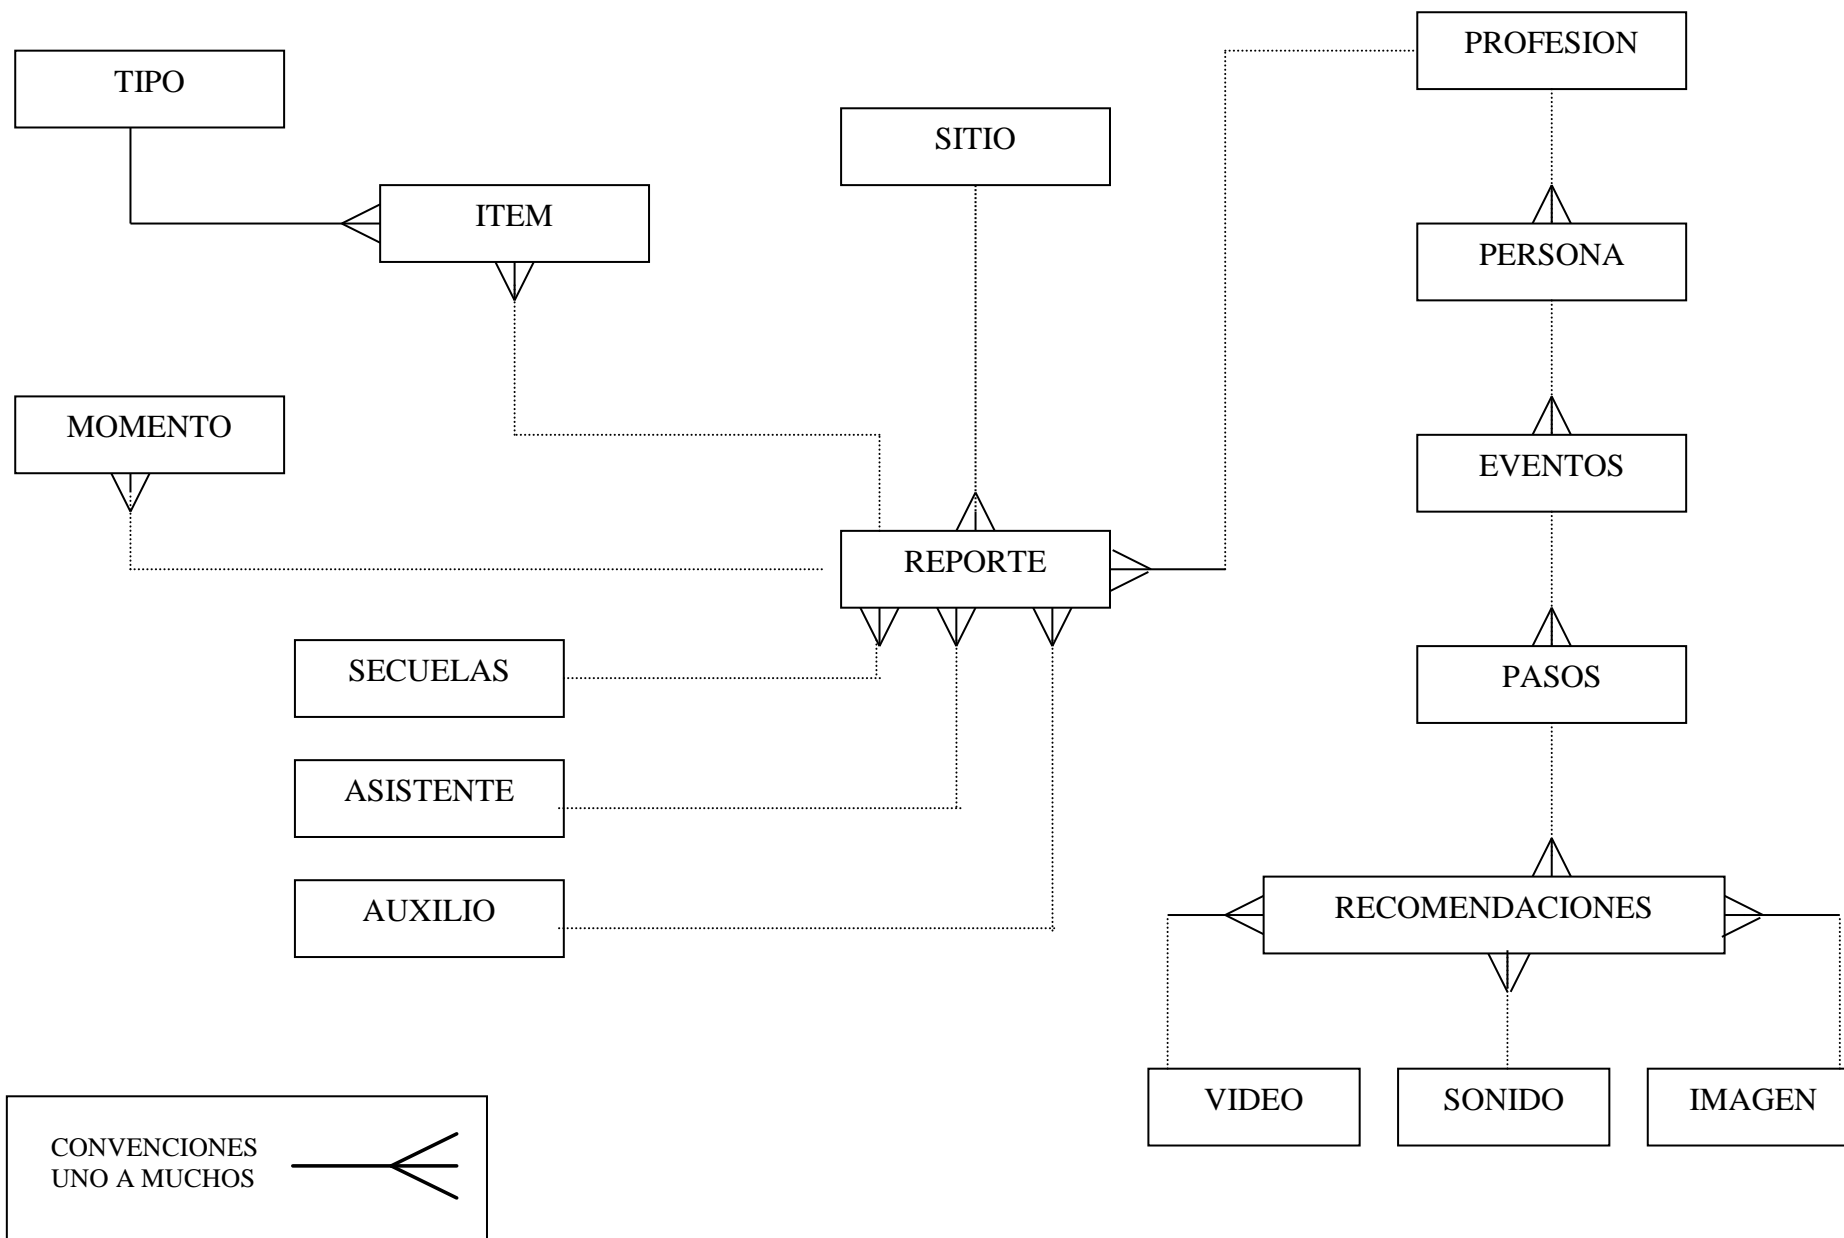 PROFESION
TIPO
SITIO
ITEM
PERSONA
MOMENTO
EVENTOS
REPORTE
SECUELAS
PASOS
ASISTENTE
AUXILIO
RECOMENDACIONES
VIDEO
SONIDO
IMAGEN
CONVENCIONES
UNO A MUCHOS